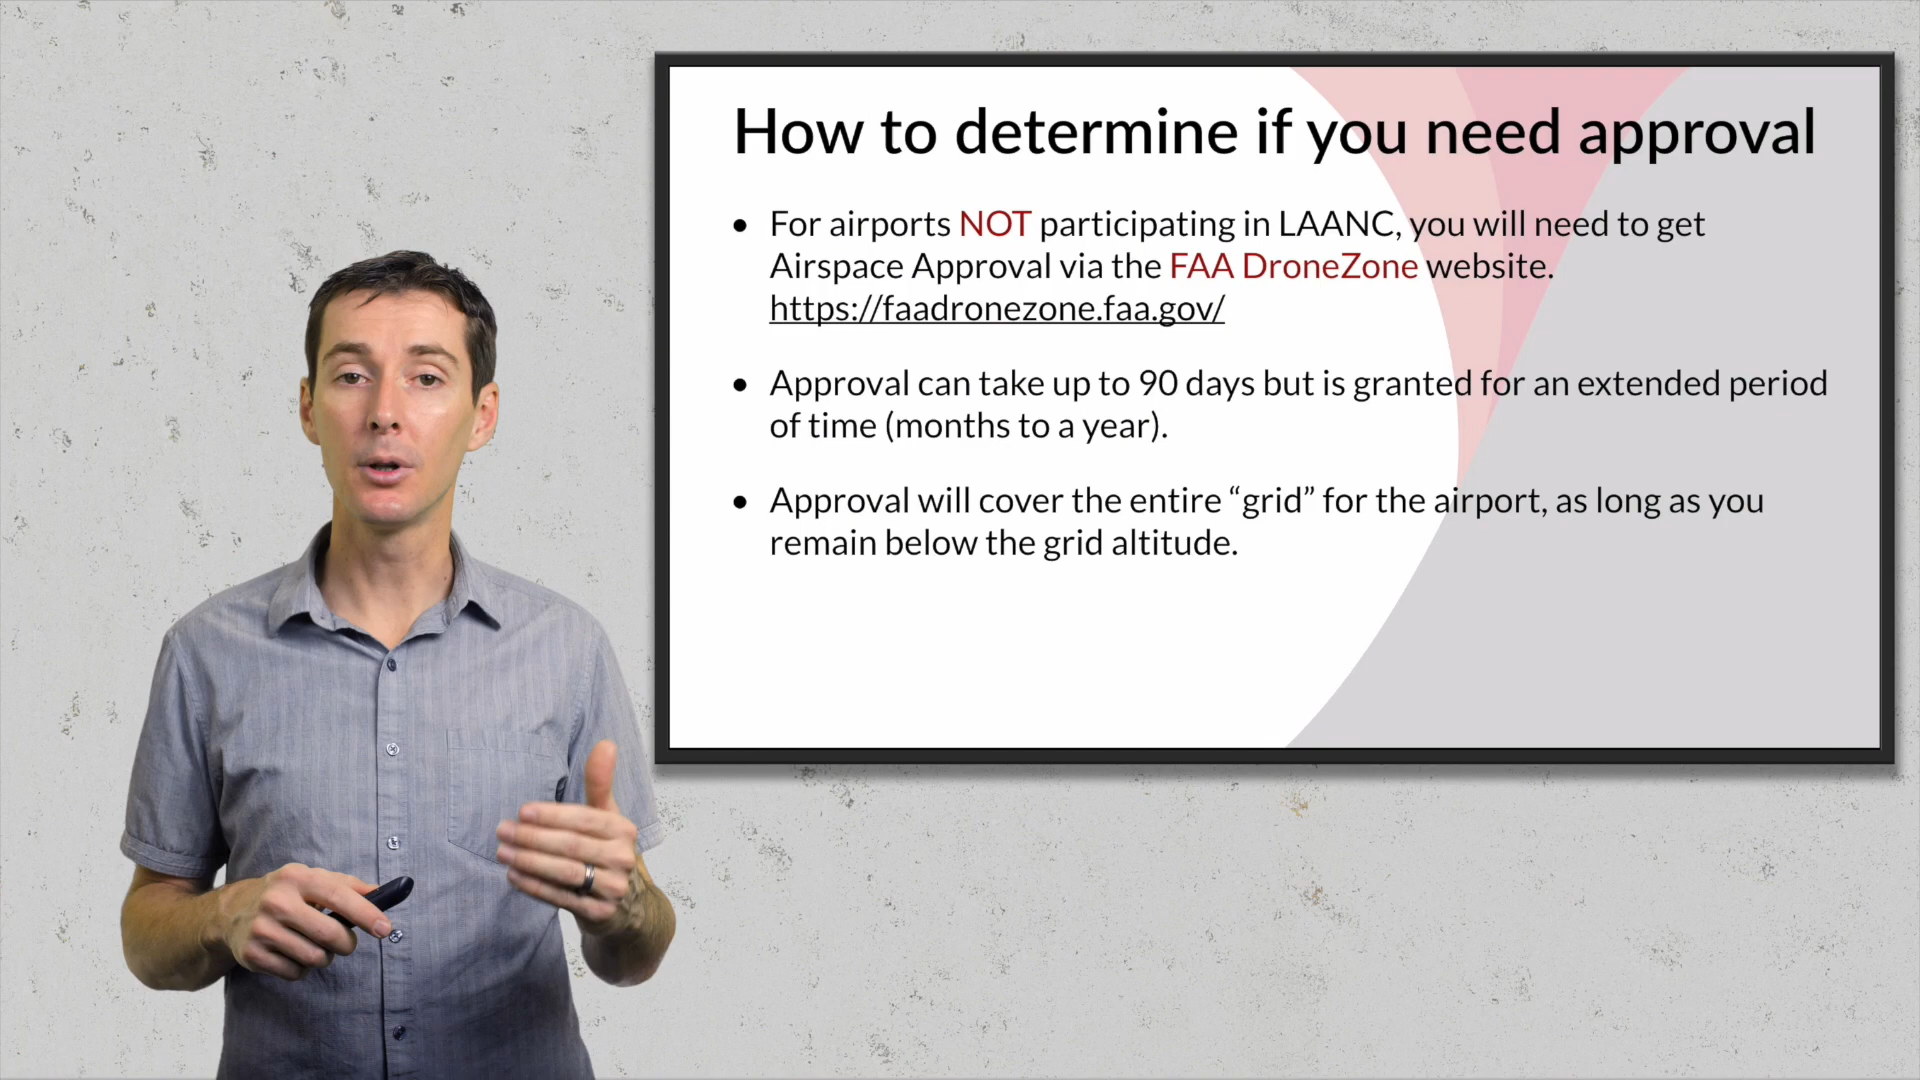 How to determine if you need approval
• For airports NOT participating in LAANC, you will need to get
Airspace Approval via the FAA DroneZone website.
https://faadronezone.faa.gov/
• Approval can take up to 90 days but is granted for an extended period
of time (months to a year).
• Approval will cover the entire “grid” for the airport, as long as you
remain below the grid altitude.